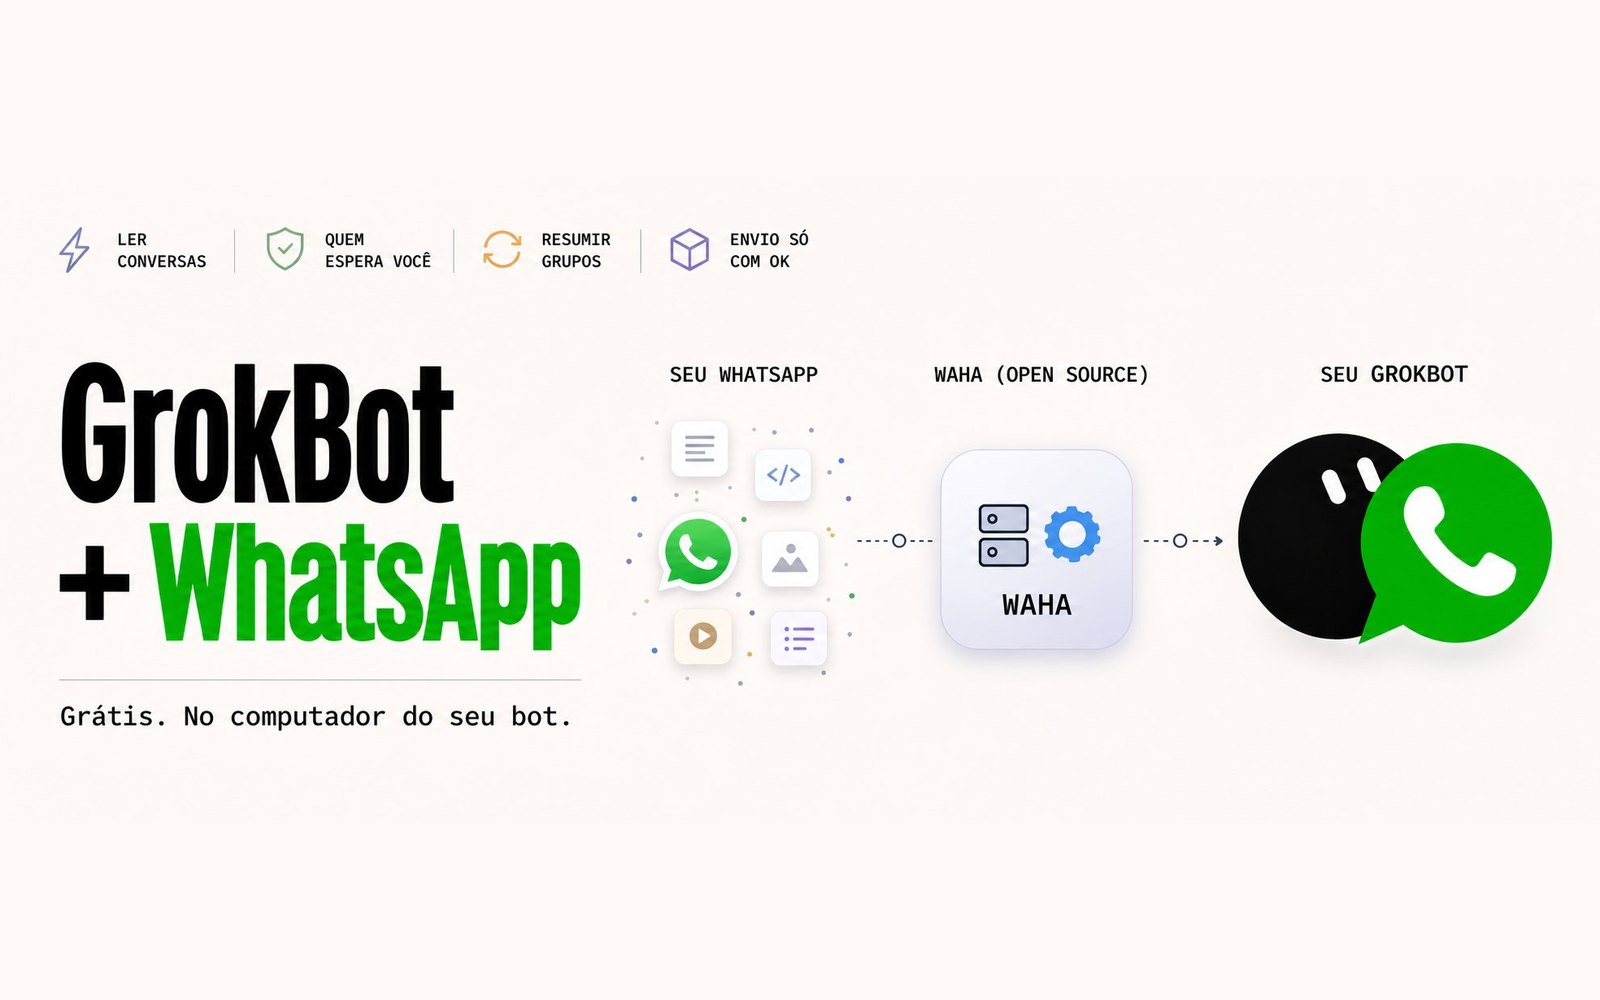 LER
CONVERSAS
QUEM
ESPERA VOCÊ
RESUMIR
GRUPOS
ENVIO SÓ
COM OK
GrokBot
+ WhatsApp
Grátis. No computador do seu bot.
SEU WHATSAPP
WAHA (OPEN SOURCE)
SEU GROKBOT
</>
WAHA